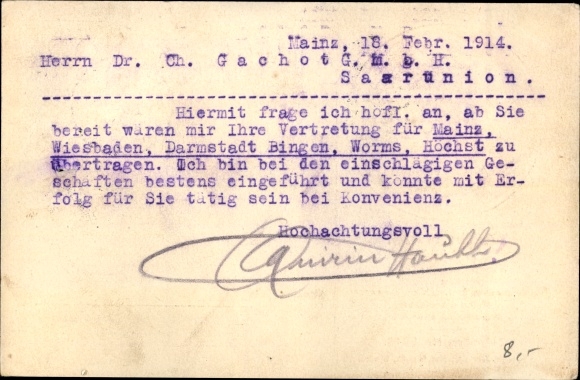 Mainz, 18. Febr. 1914.
Herrn Dr. Ch. Gachot G. m. b. H.
Saarunion.
Hiermit frage ich höfl. an, ab Sie
bereit wären mir Ihre Vertretung für Mainz,
Wiesbaden, Darmstadt Bingen, Worms, Höchst zu
übertragen. Ich bin bei den einschlägigen Ge-
schäften bestens eingeführt und könnte mit Er-
folg für Sie tätig sein bei Konvenienz.
Hochachtungsvoll
8,-